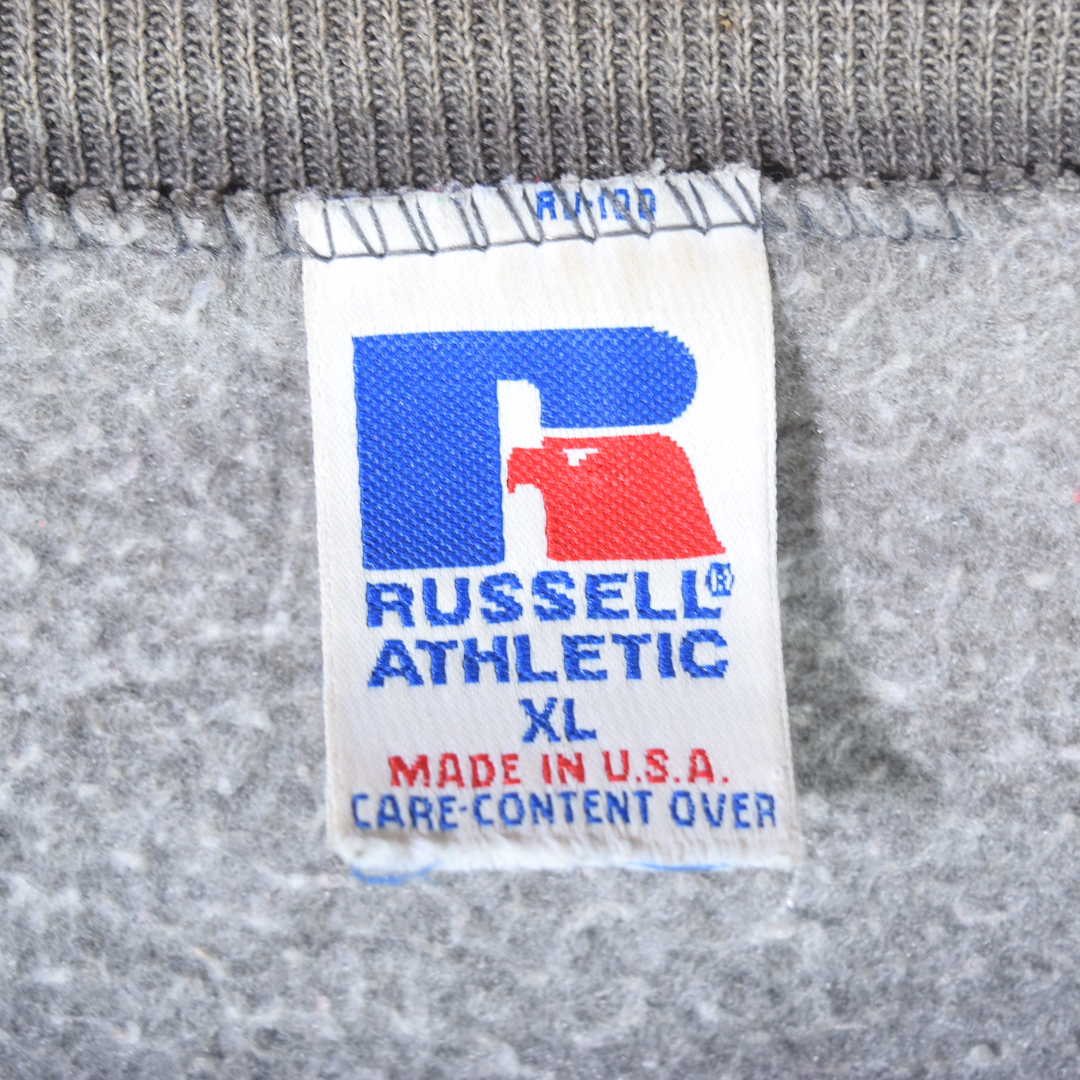 RUSSELL®
ATHLETIC
XL
MADE IN U.S.A.
CARE-CONTENT OVER